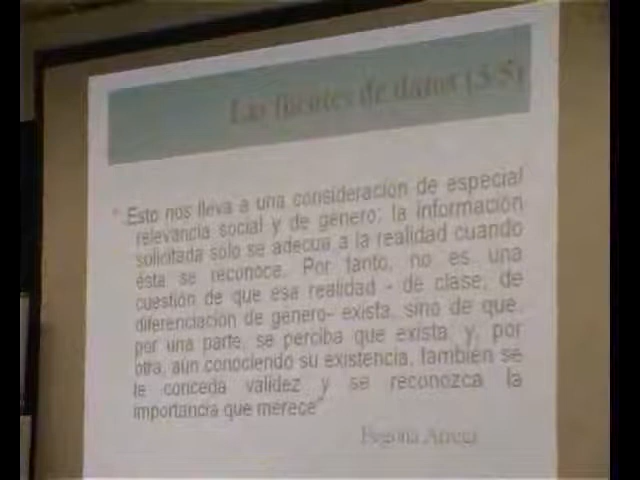 Las fuentes de datos (5/5)
" Esto nos lleva a una consideración de especial
relevancia social y de género; la información
solicitada solo se adecua a la realidad cuando
ésta se reconoce. Por tanto, no es una
cuestión de que esa realidad - de clase, de
diferenciación de género- exista, sino de que,
por una parte, se perciba que exista, y, por
otra, aún conociendo su existencia, también se
le conceda validez y se reconozca la
importancia que merece"
Begoña